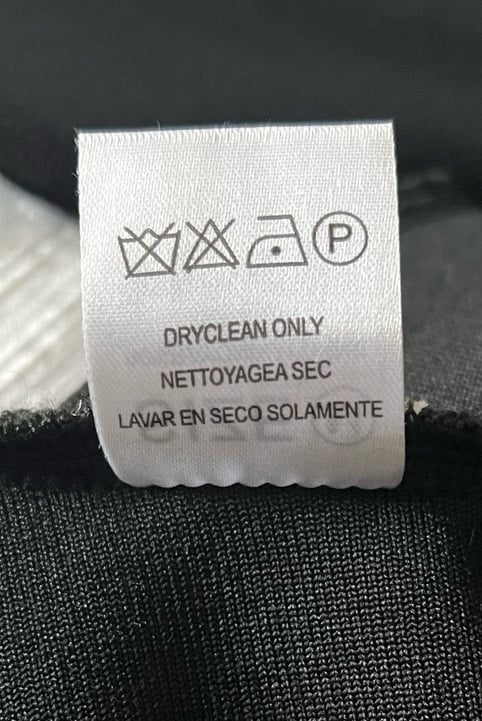 P
DRYCLEAN ONLY
NETTOYAGEA SEC
LAVAR EN SECO SOLAMENTE